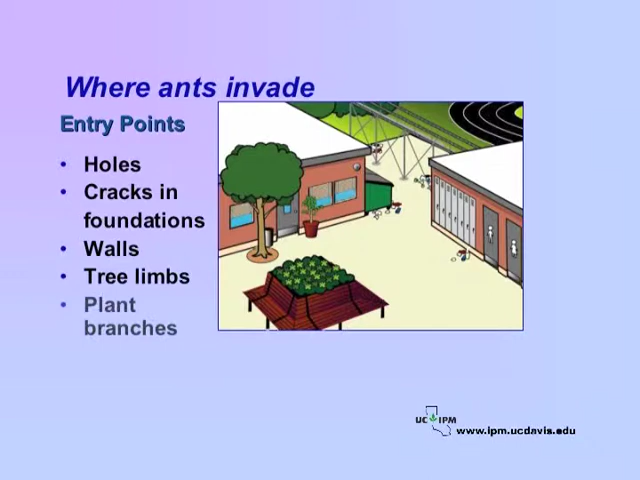 Where ants invade
Entry Points
• Holes
• Cracks in
foundations
• Walls
• Tree limbs
• Plant
branches
UC IPM
www.ipm.ucdavis.edu